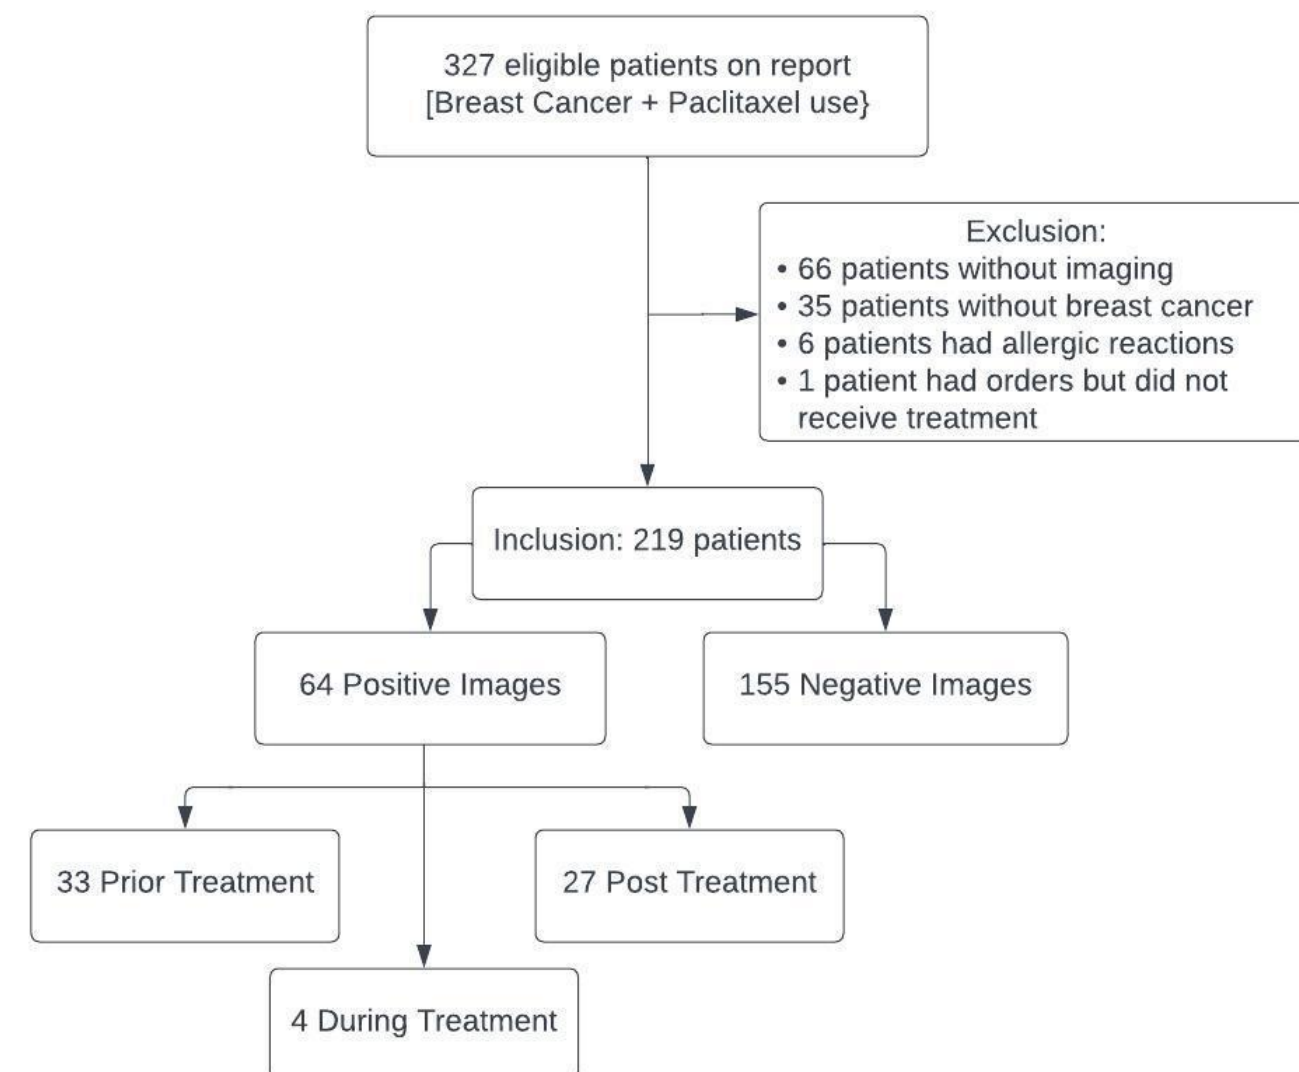 327 eligible patients on report
[Breast Cancer + Paclitaxel use}
Exclusion:
• 66 patients without imaging
• 35 patients without breast cancer
• 6 patients had allergic reactions
• 1 patient had orders but did not
receive treatment
Inclusion: 219 patients
64 Positive Images
155 Negative Images
33 Prior Treatment
27 Post Treatment
4 During Treatment